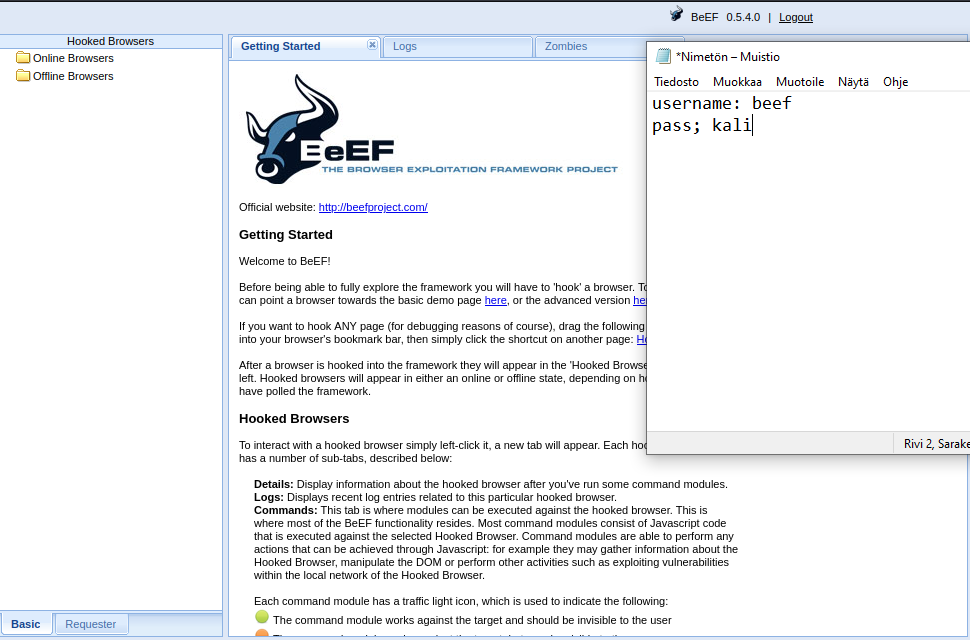 BeEF 0.5.4.0 | Logout
Hooked Browsers
Online Browsers
Offline Browsers
Basic
Requester
Getting Started
Logs
Zombies
BeEF
THE BROWSER EXPLOITATION FRAMEWORK PROJECT
Official website: http://beefproject.com/
Getting Started
Welcome to BeEF!
Before being able to fully explore the framework you will have to 'hook' a browser.
can point a browser towards the basic demo page here, or the advanced version
If you want to hook ANY page (for debugging reasons of course), drag the following
into your browser's bookmark bar, then simply click the shortcut on another page:
After a browser is hooked into the framework they will appear in the 'Hooked
left. Hooked browsers will appear in either an online or offline state, depending on
have polled the framework.
Hooked Browsers
To interact with a hooked browser simply left-click it, a new tab will appear. Each
has a number of sub-tabs, described below:
Details: Display information about the hooked browser after you've run some command modules.
Logs: Displays recent log entries related to this particular hooked browser.
Commands: This tab is where modules can be executed against the hooked browser. This is
where most of the BeEF functionality resides. Most command modules consist of Javascript code
that is executed against the selected Hooked Browser. Command modules are able to perform any
actions that can be achieved through Javascript: for example they may gather information about the
Hooked Browser, manipulate the DOM or perform other activities such as exploiting vulnerabilities
within the local network of the Hooked Browser.
Each command module has a traffic light icon, which is used to indicate the following:
The command module works against the target and should be invisible to the user
*Nimetön – Muistio
Tiedosto Muokkaa Muotoile Näytä Ohje
username: beef
pass; kali
Rivi 2,